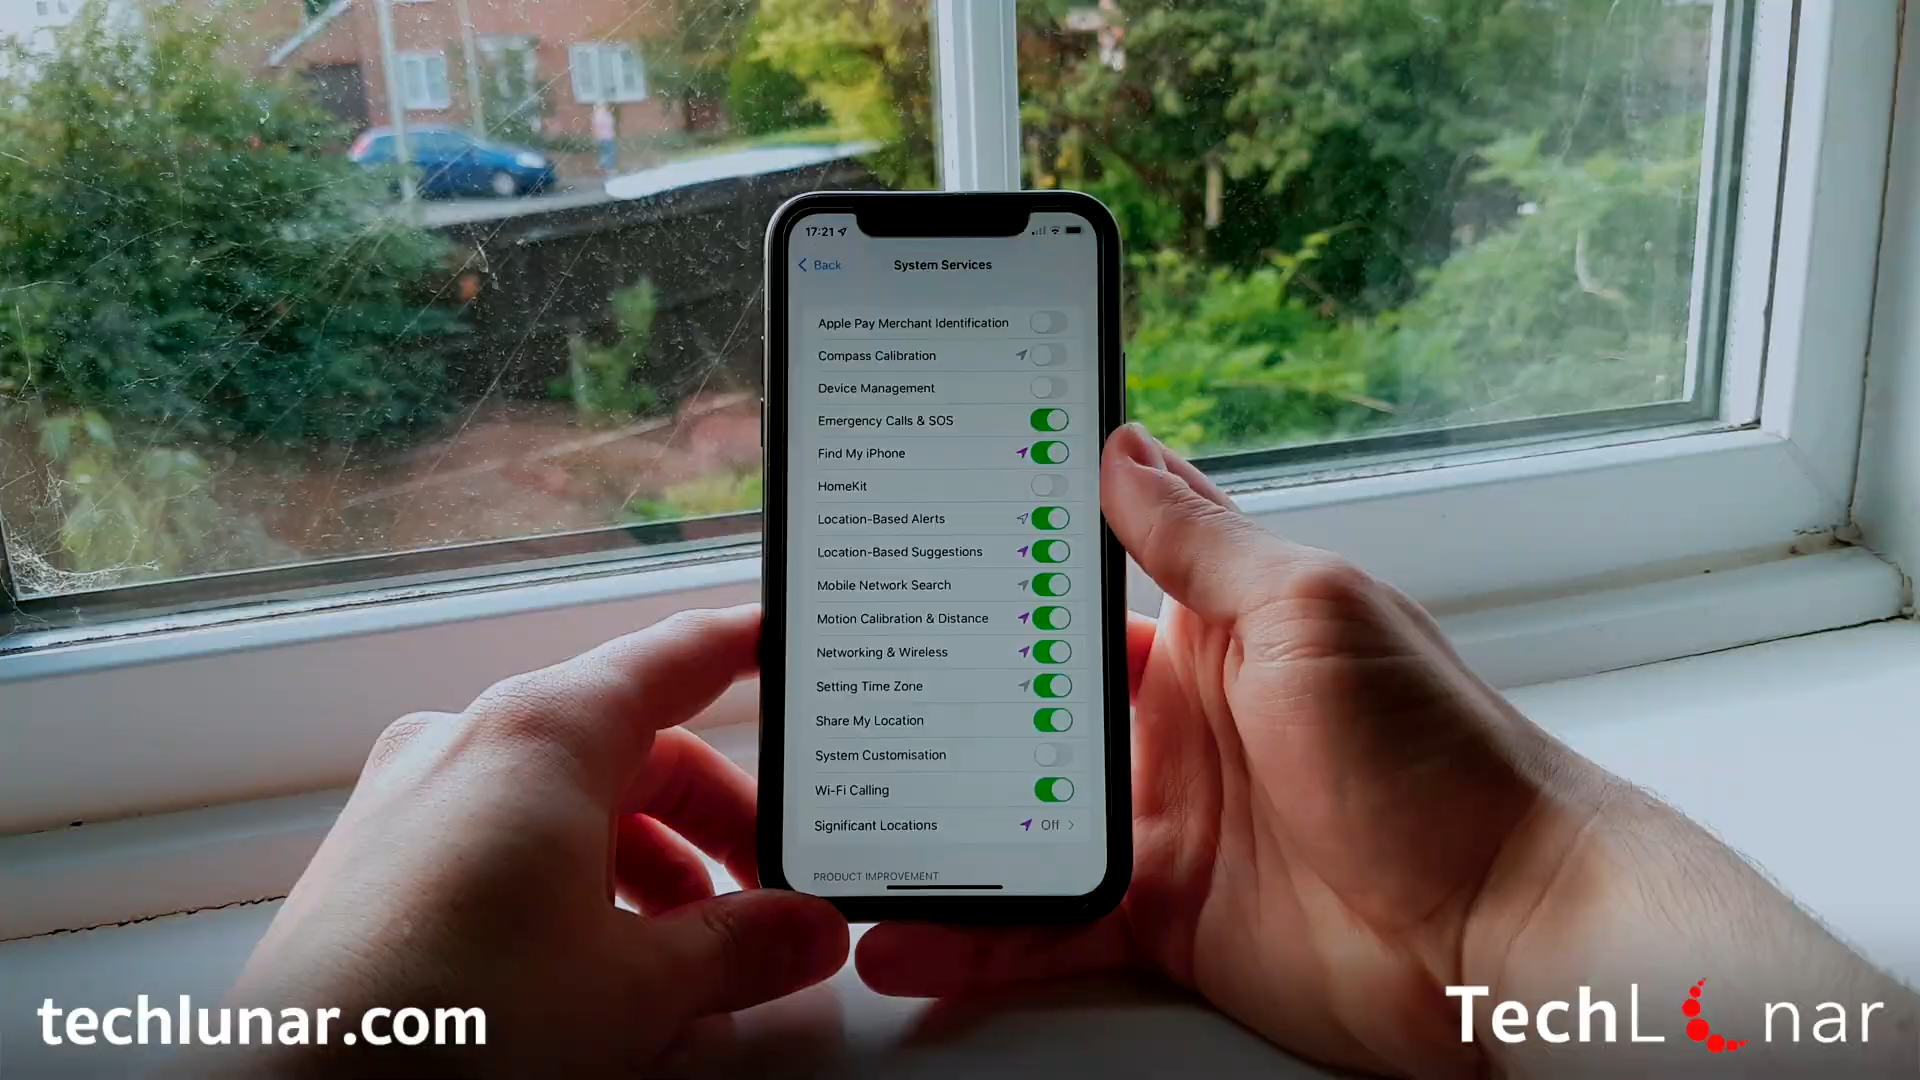 17:21
Back
System Services
Apple Pay Merchant Identification
Compass Calibration
Device Management
Emergency Calls & SOS
Find My iPhone
HomeKit
Location-Based Alerts
Location-Based Suggestions
Mobile Network Search
Motion Calibration & Distance
Networking & Wireless
Setting Time Zone
Share My Location
System Customisation
Wi-Fi Calling
Significant Locations Off
PRODUCT IMPROVEMENT
techlunar.com
TechLunar